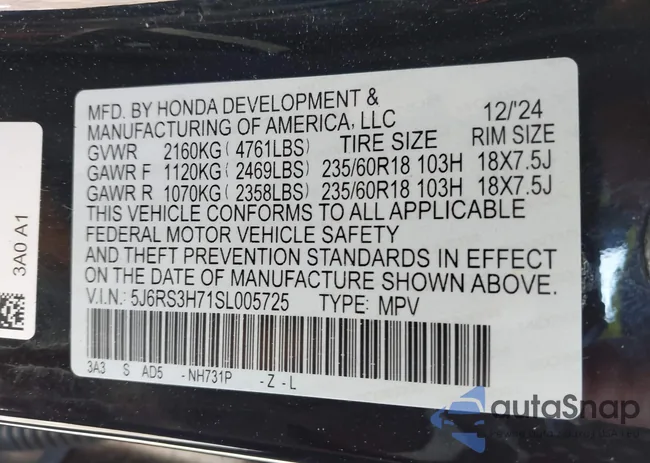 MFD. BY HONDA DEVELOPMENT &
MANUFACTURING OF AMERICA, LLC 12/'24
GVWR 2160KG ( 4761LBS) TIRE SIZE RIM SIZE
GAWR F 1120KG ( 2469LBS) 235/60R18 103H 18X7.5J
GAWR R 1070KG ( 2358LBS) 235/60R18 103H 18X7.5J
THIS VEHICLE CONFORMS TO ALL APPLICABLE
FEDERAL MOTOR VEHICLE SAFETY
AND THEFT PREVENTION STANDARDS IN EFFECT
ON THE DATE OF MANUFACTURE SHOWN ABOVE.
V.I.N.: 5J6RS3H71SL005725 TYPE: MPV
3A3 S AD5 - NH731P - Z - L
3A0 A1
autoSnap